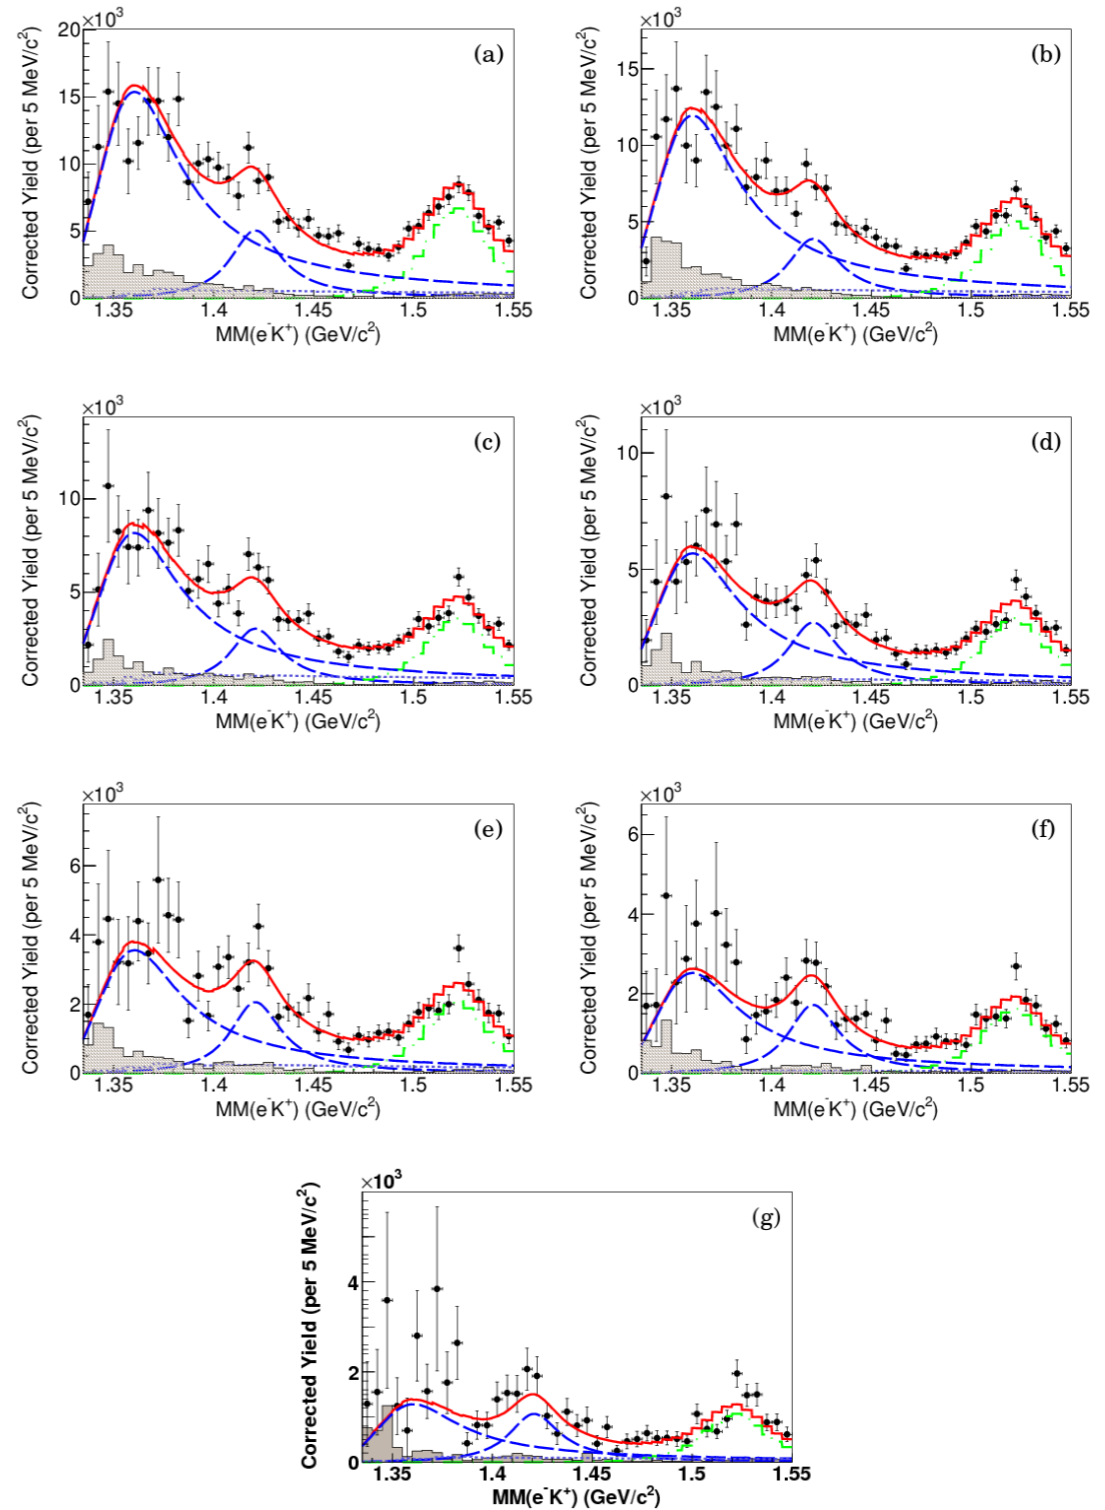 ×10³
20
15
10
5
0
Corrected Yield (per 5 MeV/c²)
(a)
1.35 1.4 1.45 1.5 1.55
MM(e⁻K⁺) (GeV/c²)
×10³
15
10
5
0
Corrected Yield (per 5 MeV/c²)
(b)
1.35 1.4 1.45 1.5 1.55
MM(e⁻K⁺) (GeV/c²)
×10³
10
5
0
Corrected Yield (per 5 MeV/c²)
(c)
1.35 1.4 1.45 1.5 1.55
MM(e⁻K⁺) (GeV/c²)
×10³
10
5
0
Corrected Yield (per 5 MeV/c²)
(d)
1.35 1.4 1.45 1.5 1.55
MM(e⁻K⁺) (GeV/c²)
×10³
6
4
2
0
Corrected Yield (per 5 MeV/c²)
(e)
1.35 1.4 1.45 1.5 1.55
MM(e⁻K⁺) (GeV/c²)
×10³
6
4
2
0
Corrected Yield (per 5 MeV/c²)
(f)
1.35 1.4 1.45 1.5 1.55
MM(e⁻K⁺) (GeV/c²)
×10³
4
2
0
Corrected Yield (per 5 MeV/c²)
(g)
1.35 1.4 1.45 1.5 1.55
MM(e⁻K⁺) (GeV/c²)